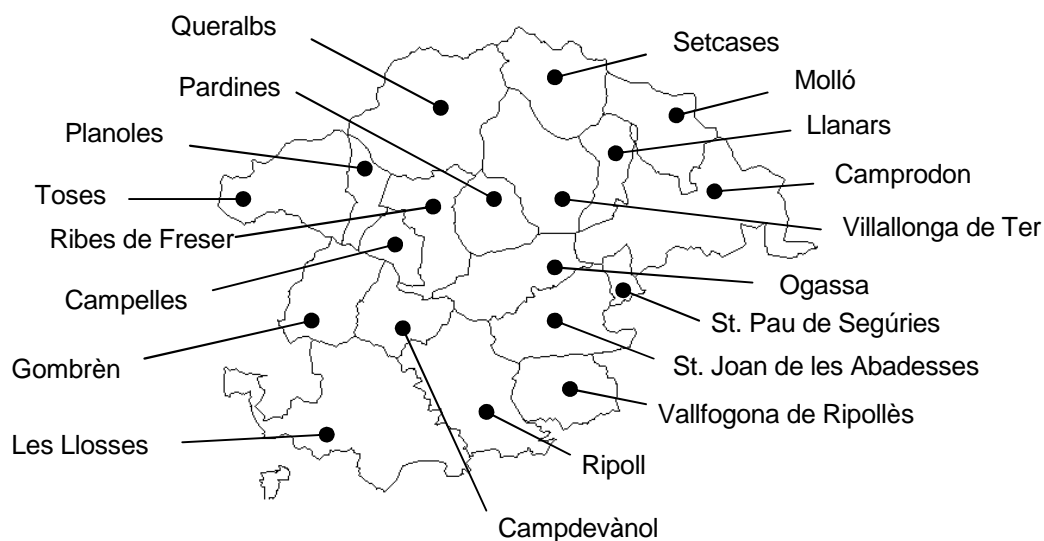 Queralbs
Setcases
Pardines
Molló
Planoles
Llanars
Toses
Camprodon
Ribes de Freser
Villallonga de Ter
Campelles
Ogassa
St. Pau de Segúries
Gombrèn
St. Joan de les Abadesses
Vallfogona de Ripollès
Les Llosses
Ripoll
Campdevànol